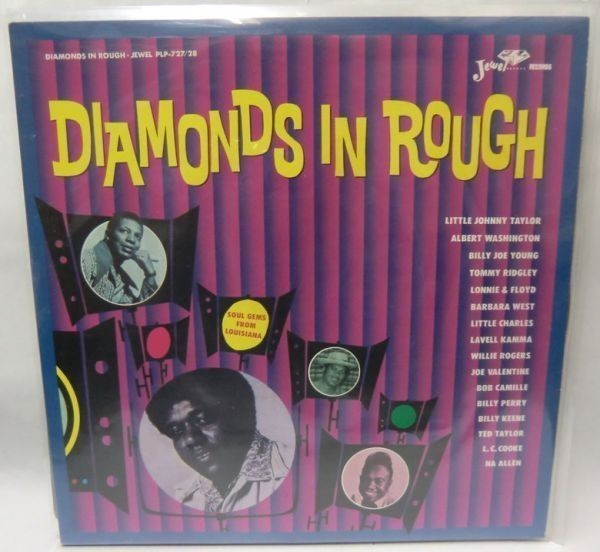 DIAMONDS IN ROUGH · JEWEL PLP-727/28
Jewel RECORDS
DIAMONDS IN ROUGH
LITTLE JOHNNY TAYLOR
ALBERT WASHINGTON
BILLY JOE YOUNG
TOMMY RIDGLEY
LONNIE & FLOYD
BARBARA WEST
LITTLE CHARLES
LAVELL KAMMA
WILLIE ROGERS
JOE VALENTINE
BOB CAMILLE
BILLY PERRY
BILLY KEENE
TED TAYLOR
L.C. COOKE
NA ALLEN
SOUL GEMS
FROM
LOUISIANA